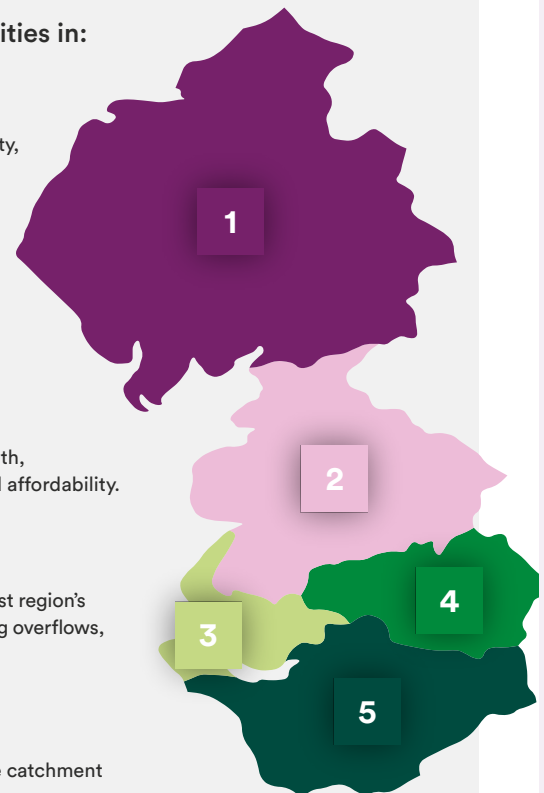 ities in:
ty,
1
th,
2
l affordability.
st region's
4
g overflows,
3
5
e catchment